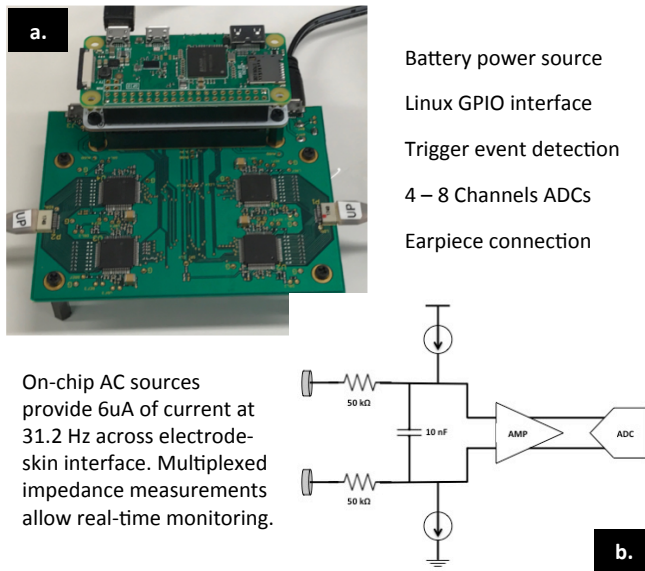 a.
Battery power source
Linux GPIO interface
Trigger event detection
4 – 8 Channels ADCs
Earpiece connection
UP
UP
On-chip AC sources
provide 6uA of current at
31.2 Hz across electrode-
skin interface. Multiplexed
impedance measurements
allow real-time monitoring.
50 kΩ
10 nF
AMP
ADC
50 kΩ
b.